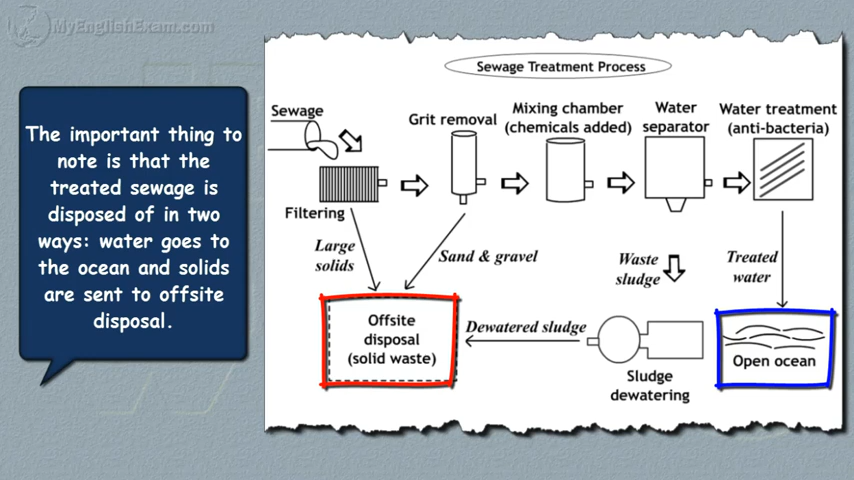 MyEnglishExam.com
The important thing to
note is that the
treated sewage is
disposed of in two
ways: water goes to
the ocean and solids
are sent to offsite
disposal.
Sewage Treatment Process
Sewage
Grit removal
Mixing chamber
(chemicals added)
Water
separator
Water treatment
(anti-bacteria)
Filtering
Large
solids
Sand & gravel
Waste
sludge
Treated
water
Offsite
disposal
(solid waste)
Dewatered sludge
Sludge
dewatering
Open ocean